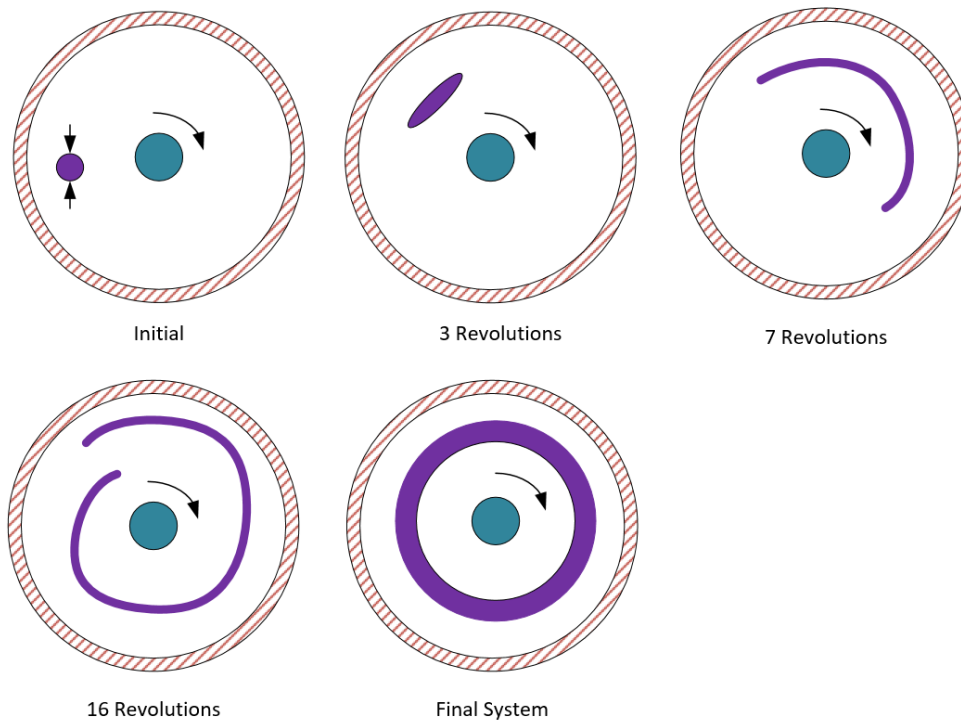 Initial
3 Revolutions
7 Revolutions
16 Revolutions
Final System